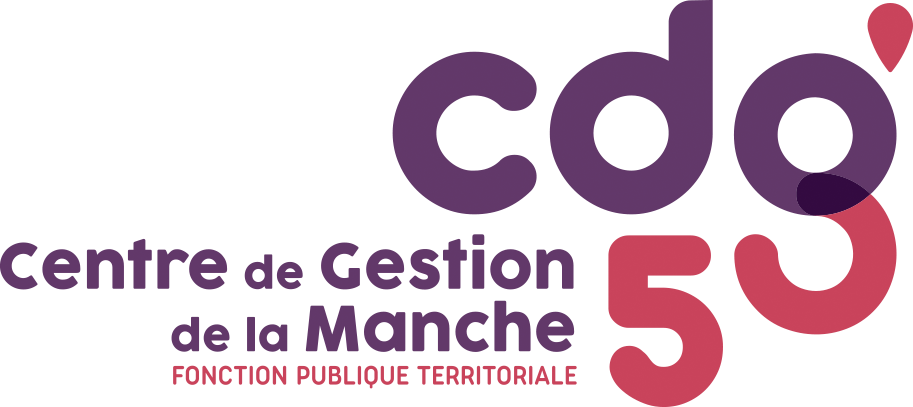 cdg
50
Centre de Gestion
de la Manche
FONCTION PUBLIQUE TERRITORIALE